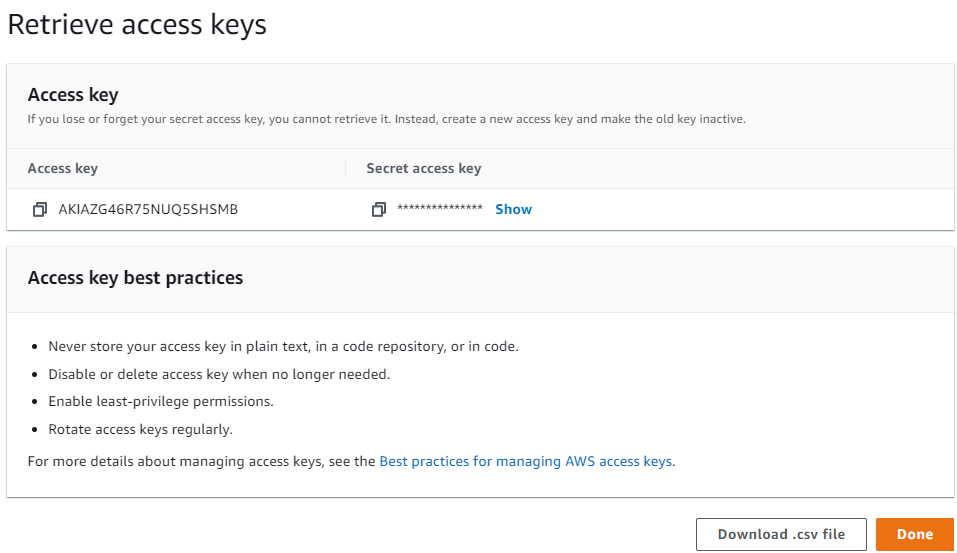 Retrieve access keys
Access key
If you lose or forget your secret access key, you cannot retrieve it. Instead, create a new access key and make the old key inactive.
Access key Secret access key
AKIAZG46R75NUQ5SHSMB *************** Show
Access key best practices
• Never store your access key in plain text, in a code repository, or in code.
• Disable or delete access key when no longer needed.
• Enable least-privilege permissions.
• Rotate access keys regularly.
For more details about managing access keys, see the Best practices for managing AWS access keys.
Download .csv file Done